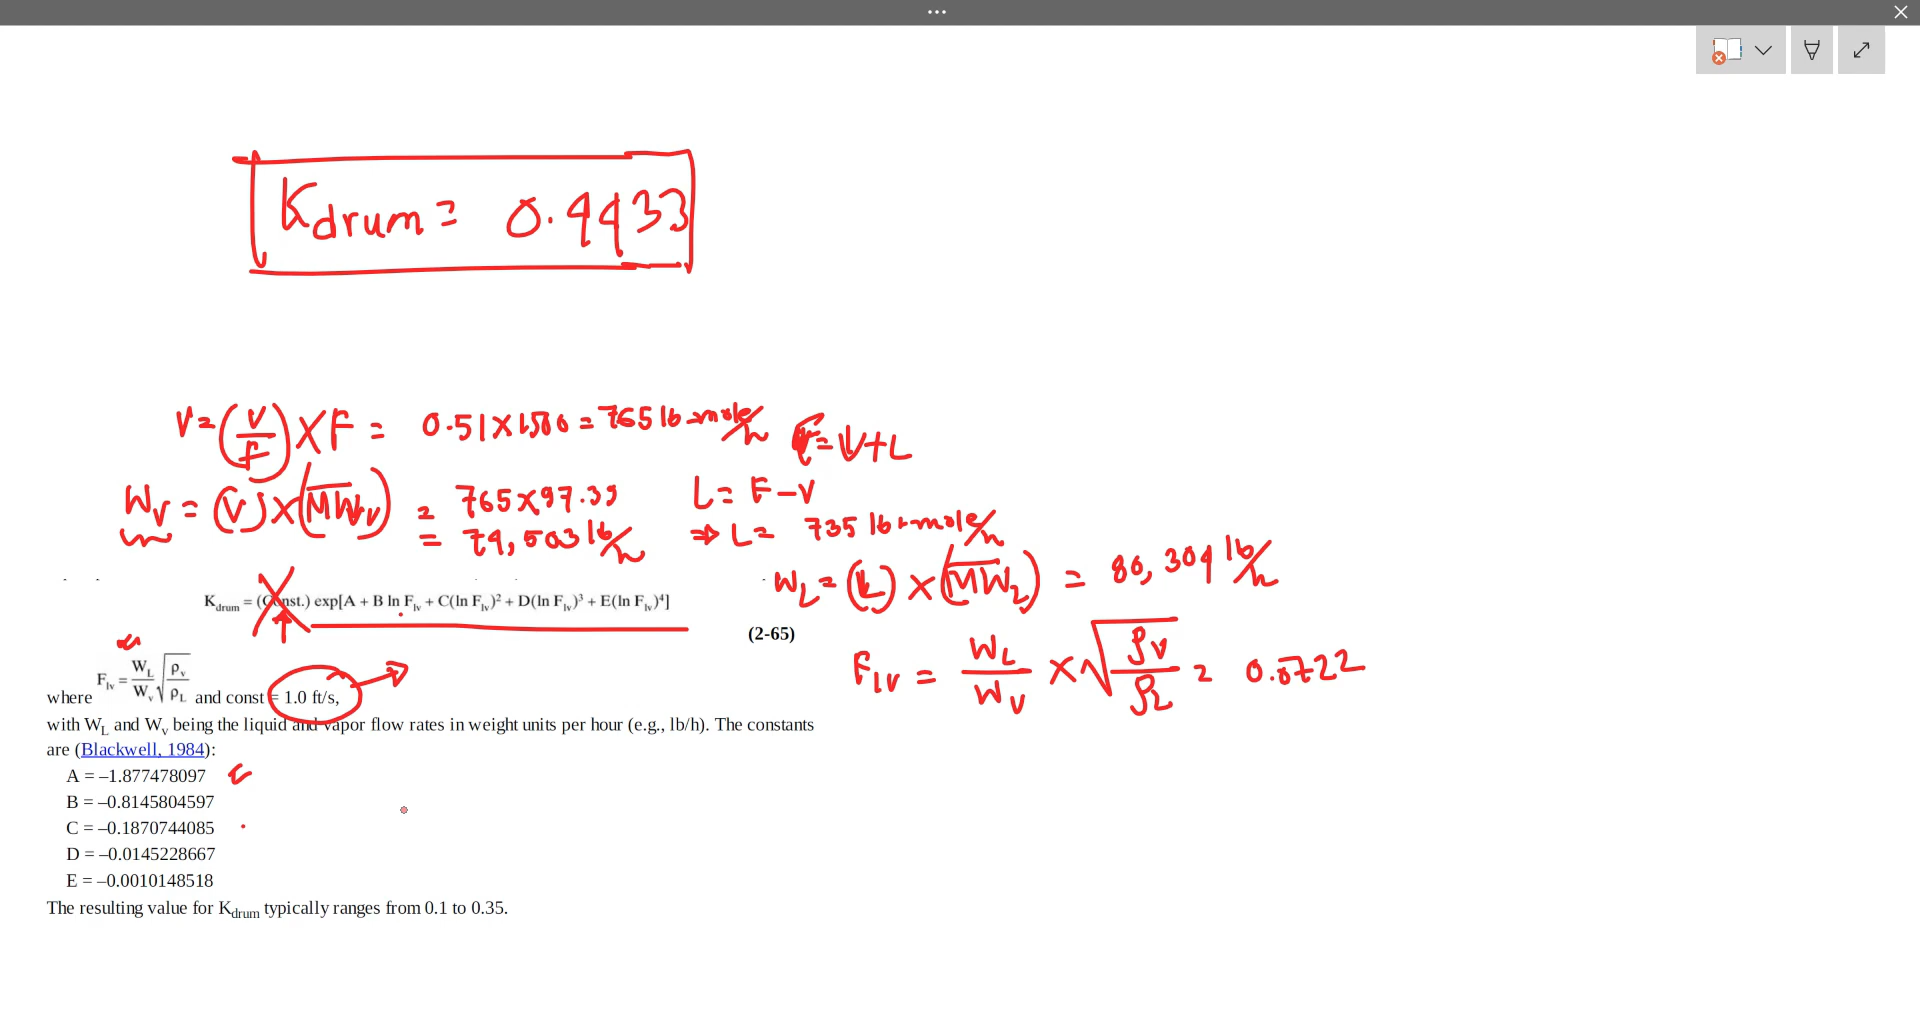 Kdrum = 0.4433
V = (V/F) X F = 0.51 X 1500 = 765 lb-mole/h
F = V + L
Wv = (V) X (MWv) = 765 X 97.39
= 74,503 lb/h
L = F - V
⇒ L = 735 lb-mole/h
WL = (L) X (MWL) = 80,304 lb/h
Kdrum = (Const.) exp[A + B ln Flv + C(ln Flv)² + D(ln Flv)³ + E(ln Flv)⁴]
(2-65)
Flv = WL/Wv X √(ρv/ρL) = 0.0722
where Flv = WL/Wv √(ρv/ρL) and const = 1.0 ft/s,
with WL and Wv being the liquid and vapor flow rates in weight units per hour (e.g., lb/h). The constants
are (Blackwell, 1984):
A = –1.877478097
B = –0.8145804597
C = –0.1870744085
D = –0.0145228667
E = –0.0010148518
The resulting value for Kdrum typically ranges from 0.1 to 0.35.